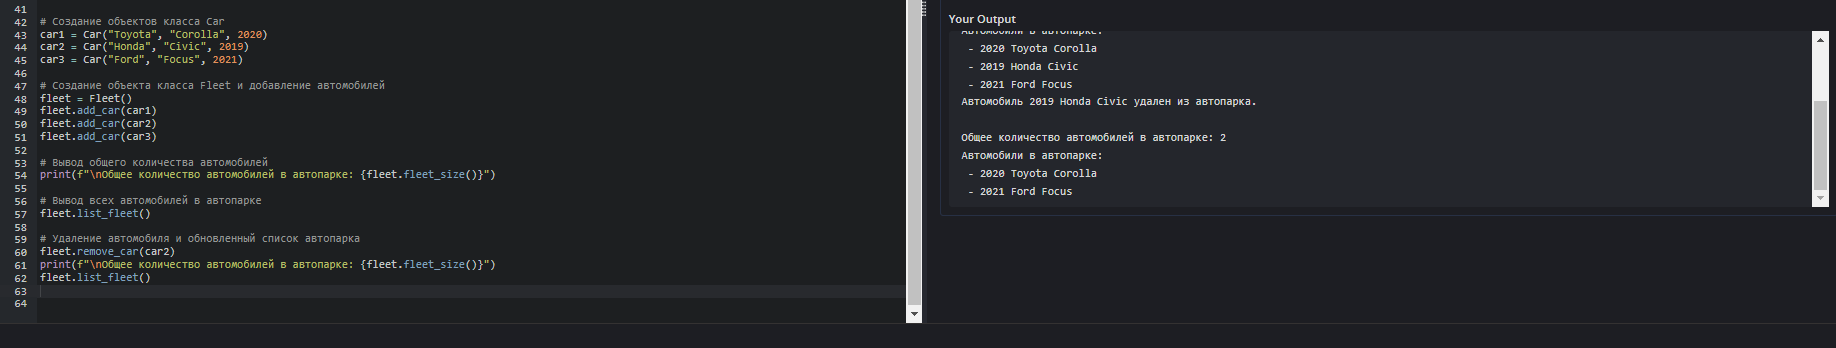 41
42 # Создание объектов класса Car
43 car1 = Car("Toyota", "Corolla", 2020)
44 car2 = Car("Honda", "Civic", 2019)
45 car3 = Car("Ford", "Focus", 2021)
46
47 # Создание объекта класса Fleet и добавление автомобилей
48 fleet = Fleet()
49 fleet.add_car(car1)
50 fleet.add_car(car2)
51 fleet.add_car(car3)
52
53 # Вывод общего количества автомобилей
54 print(f"\nОбщее количество автомобилей в автопарке: {fleet.fleet_size()}")
55
56 # Вывод всех автомобилей в автопарке
57 fleet.list_fleet()
58
59 # Удаление автомобиля и обновленный список автопарка
60 fleet.remove_car(car2)
61 print(f"\nОбщее количество автомобилей в автопарке: {fleet.fleet_size()}")
62 fleet.list_fleet()
63
64
Your Output
Автомобили в автопарке:
- 2020 Toyota Corolla
- 2019 Honda Civic
- 2021 Ford Focus
Автомобиль 2019 Honda Civic удален из автопарка.
Общее количество автомобилей в автопарке: 2
Автомобили в автопарке:
- 2020 Toyota Corolla
- 2021 Ford Focus